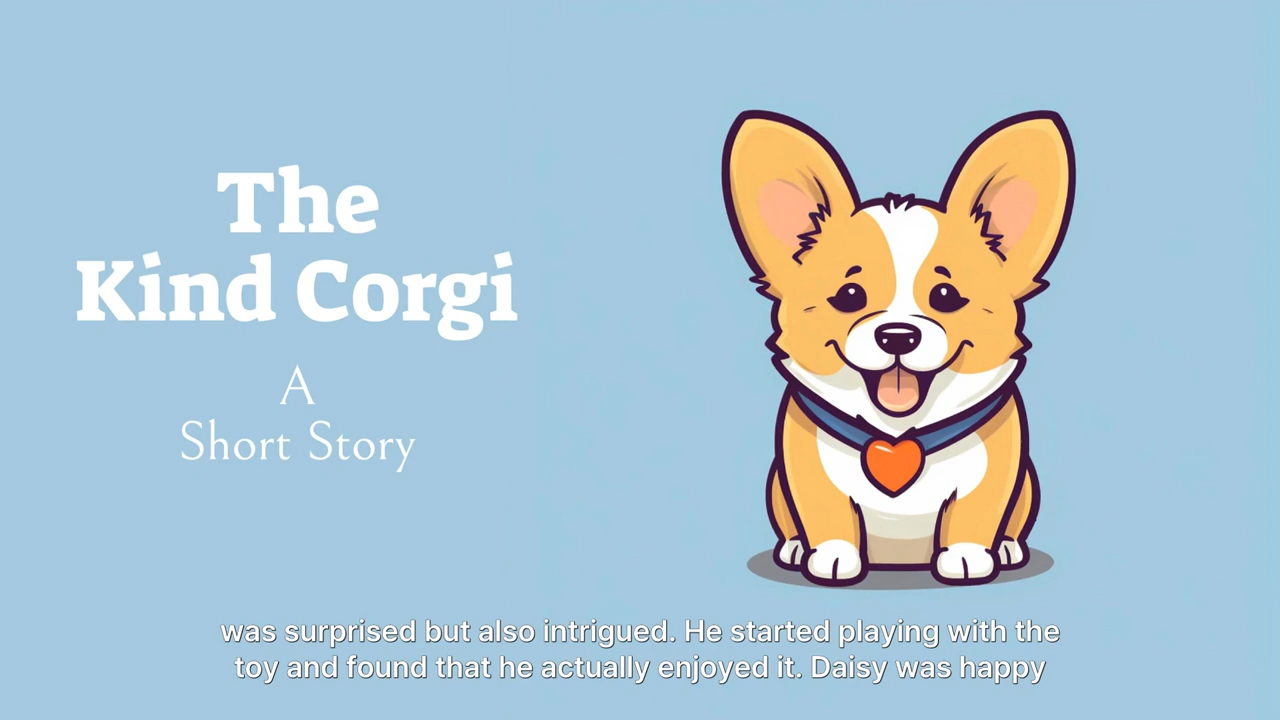 The
Kind Corgi
A
Short Story
was surprised but also intrigued. He started playing with the
toy and found that he actually enjoyed it. Daisy was happy